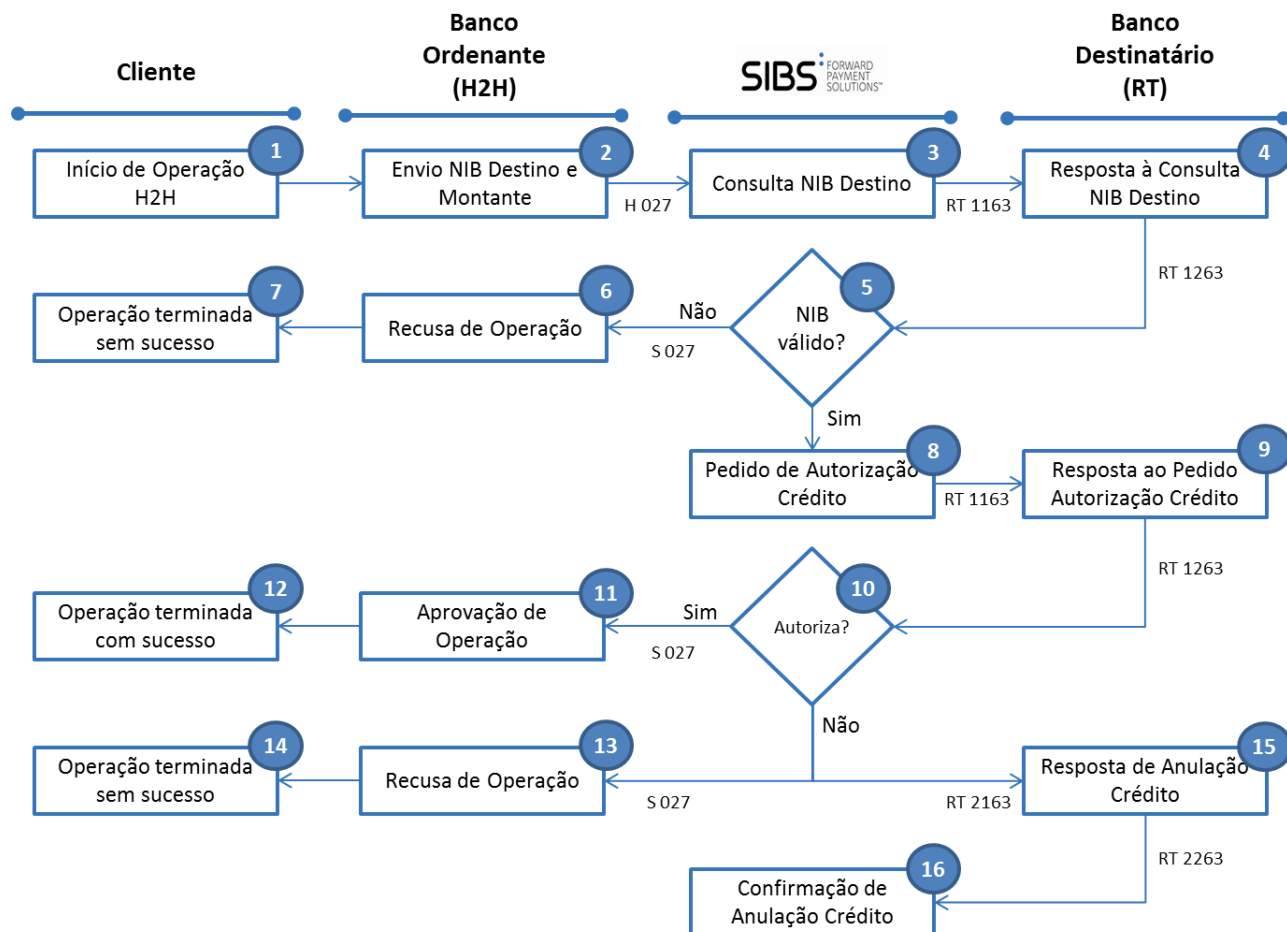 Cliente
Banco
Ordenante
(H2H)
SIBS
FORWARD
PAYMENT
SOLUTIONS™
Banco
Destinatário
(RT)
1
Início de Operação
H2H
2
Envio NIB Destino e
Montante
H 027
3
Consulta NIB Destino
RT 1163
4
Resposta à Consulta
NIB Destino
RT 1263
7
Operação terminada
sem sucesso
6
Recusa de Operação
Não
S 027
5
NIB
válido?
Sim
8
Pedido de Autorização
Crédito
RT 1163
9
Resposta ao Pedido
Autorização Crédito
RT 1263
12
Operação terminada
com sucesso
11
Aprovação de
Operação
Sim
S 027
10
Autoriza?
Não
14
Operação terminada
sem sucesso
13
Recusa de Operação
S 027
RT 2163
15
Resposta de Anulação
Crédito
RT 2263
16
Confirmação de
Anulação Crédito